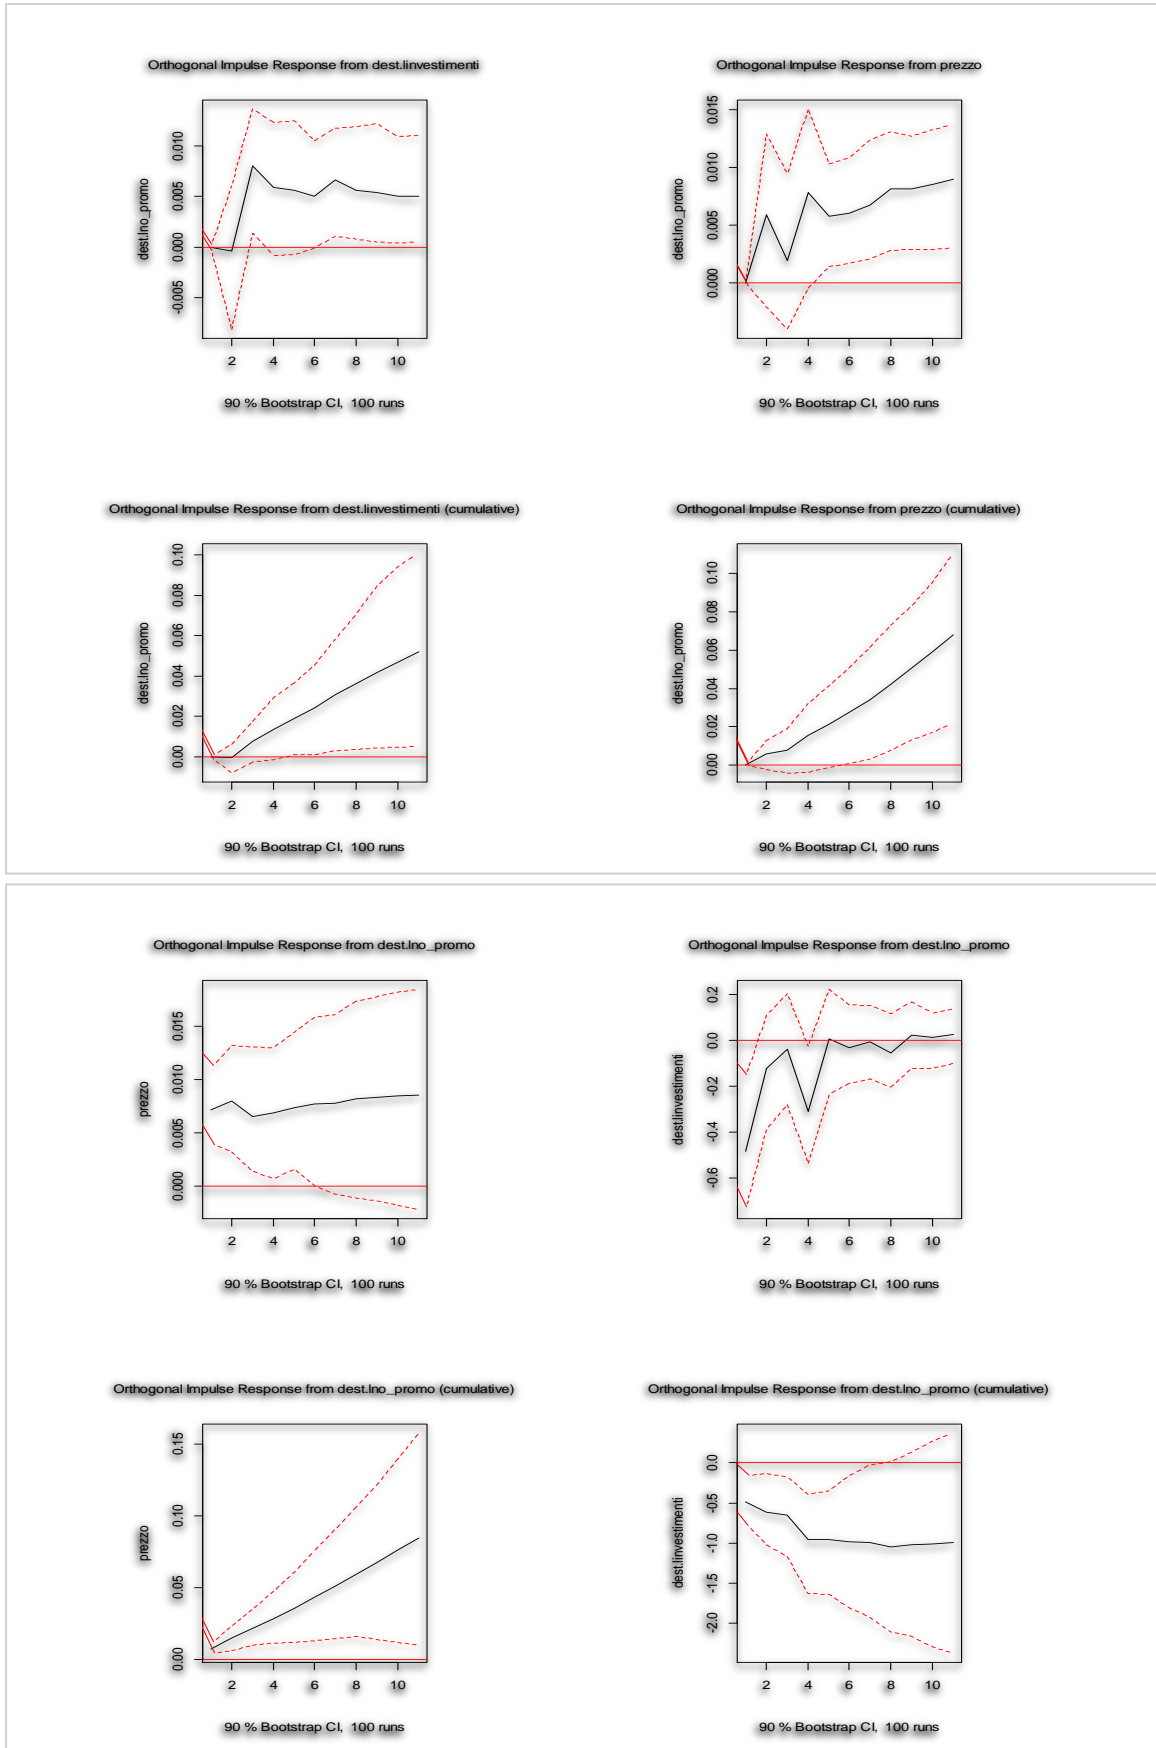 Orthogonal Impulse Response from dest.linvestimenti
dest.lno_promo
0.010
0.005
0.000
-0.005
2 4 6 8 10
90 % Bootstrap CI, 100 runs
Orthogonal Impulse Response from prezzo
dest.lno_promo
0.015
0.010
0.005
0.000
2 4 6 8 10
90 % Bootstrap CI, 100 runs
Orthogonal Impulse Response from dest.linvestimenti (cumulative)
dest.lno_promo
0.10
0.08
0.06
0.04
0.02
0.00
2 4 6 8 10
90 % Bootstrap CI, 100 runs
Orthogonal Impulse Response from prezzo (cumulative)
dest.lno_promo
0.10
0.08
0.06
0.04
0.02
0.00
2 4 6 8 10
90 % Bootstrap CI, 100 runs
Orthogonal Impulse Response from dest.lno_promo
prezzo
0.015
0.010
0.005
0.000
2 4 6 8 10
90 % Bootstrap CI, 100 runs
Orthogonal Impulse Response from dest.lno_promo
dest.linvestimenti
0.2
0.0
-0.2
-0.4
-0.6
2 4 6 8 10
90 % Bootstrap CI, 100 runs
Orthogonal Impulse Response from dest.lno_promo (cumulative)
prezzo
0.15
0.10
0.05
0.00
2 4 6 8 10
90 % Bootstrap CI, 100 runs
Orthogonal Impulse Response from dest.lno_promo (cumulative)
dest.linvestimenti
0.0
-0.5
-1.0
-1.5
-2.0
2 4 6 8 10
90 % Bootstrap CI, 100 runs